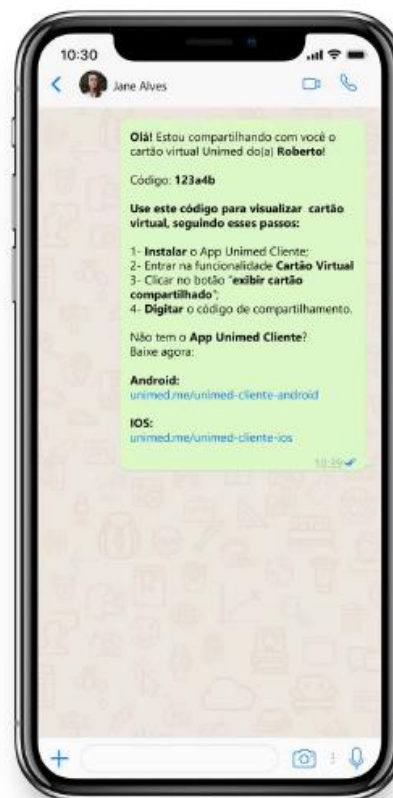 10:30
Jane Alves
Olá! Estou compartilhando com você o
cartão virtual Unimed do(a) Roberto!
Código: 123a4b
Use este código para visualizar cartão
virtual, seguindo esses passos:
1- Instalar o App Unimed Cliente;
2- Entrar na funcionalidade Cartão Virtual
3- Clicar no botão "exibir cartão
compartilhado";
4- Digitar o código de compartilhamento.
Não tem o App Unimed Cliente?
Baixe agora:
Android:
unimed.me/unimed-cliente-android
IOS:
unimed.me/unimed-cliente-ios
10:39